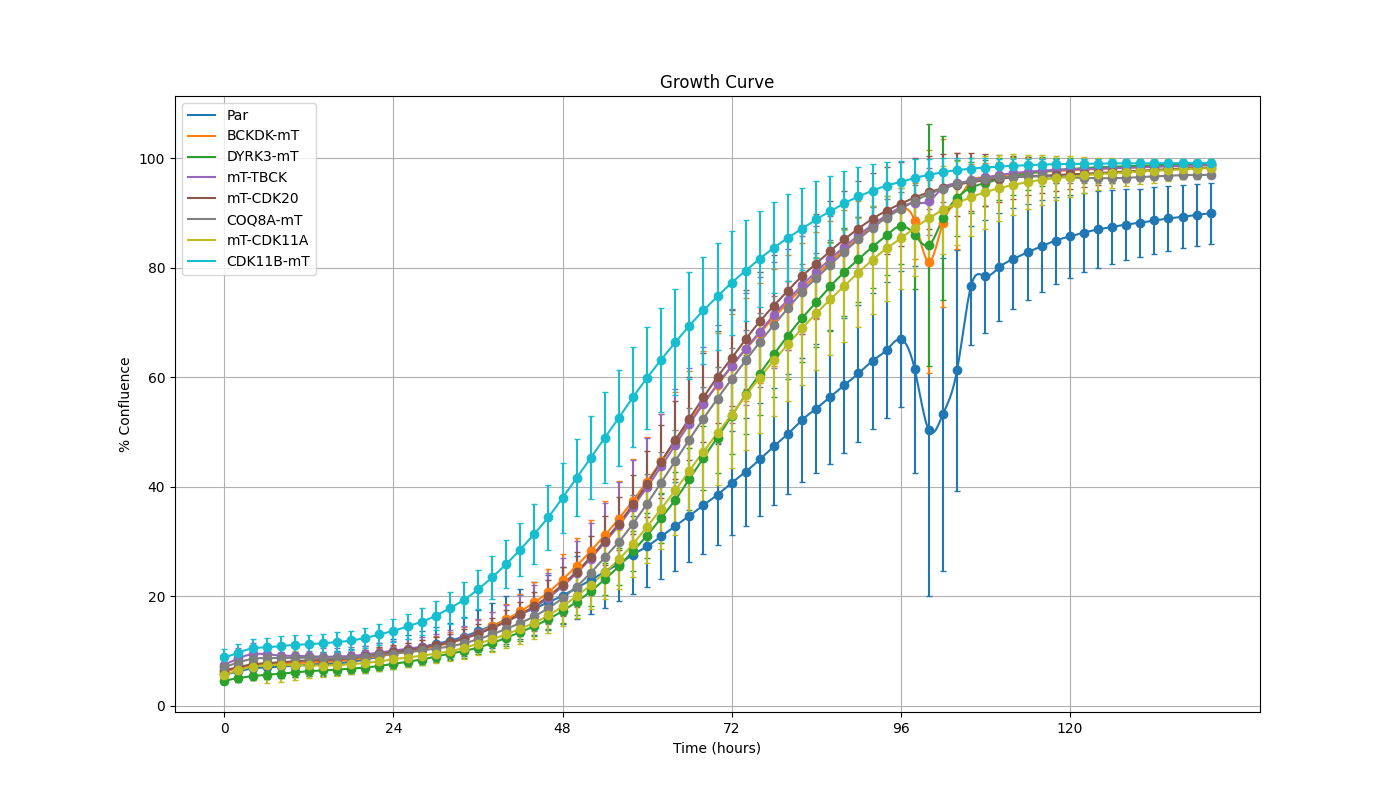 Growth Curve
Par
BCKDK-mT
DYRK3-mT
mT-TBCK
mT-CDK20
COQ8A-mT
mT-CDK11A
CDK11B-mT
% Confluence
100
80
60
40
20
0
0 24 48 72 96 120
Time (hours)